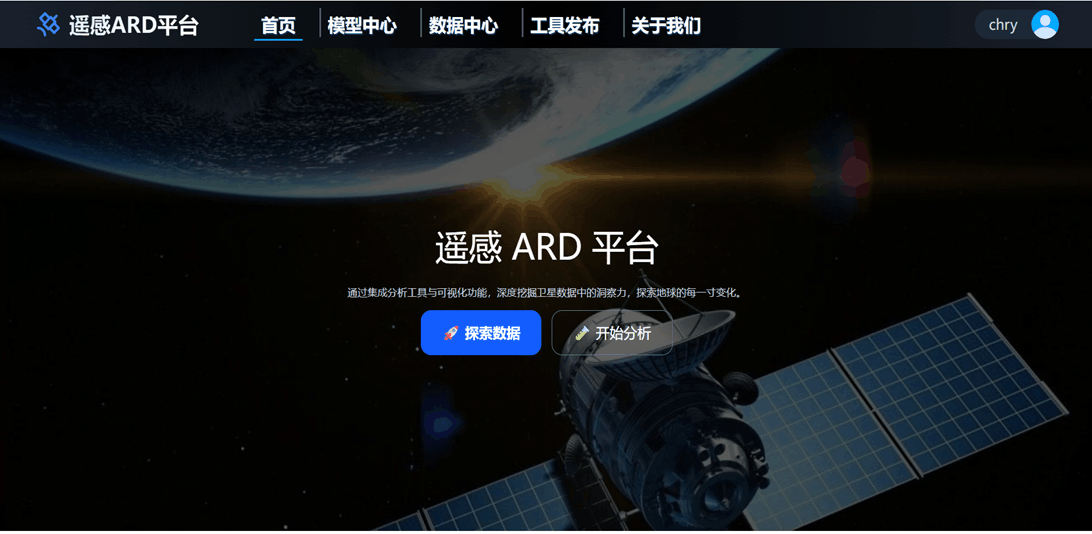 遥感ARD平台 首页 模型中心 数据中心 工具发布 关于我们 chry
遥感 ARD 平台
通过集成分析工具与可视化功能，深度挖掘卫星数据中的洞察力，探索地球的每一寸变化。
探索数据 开始分析